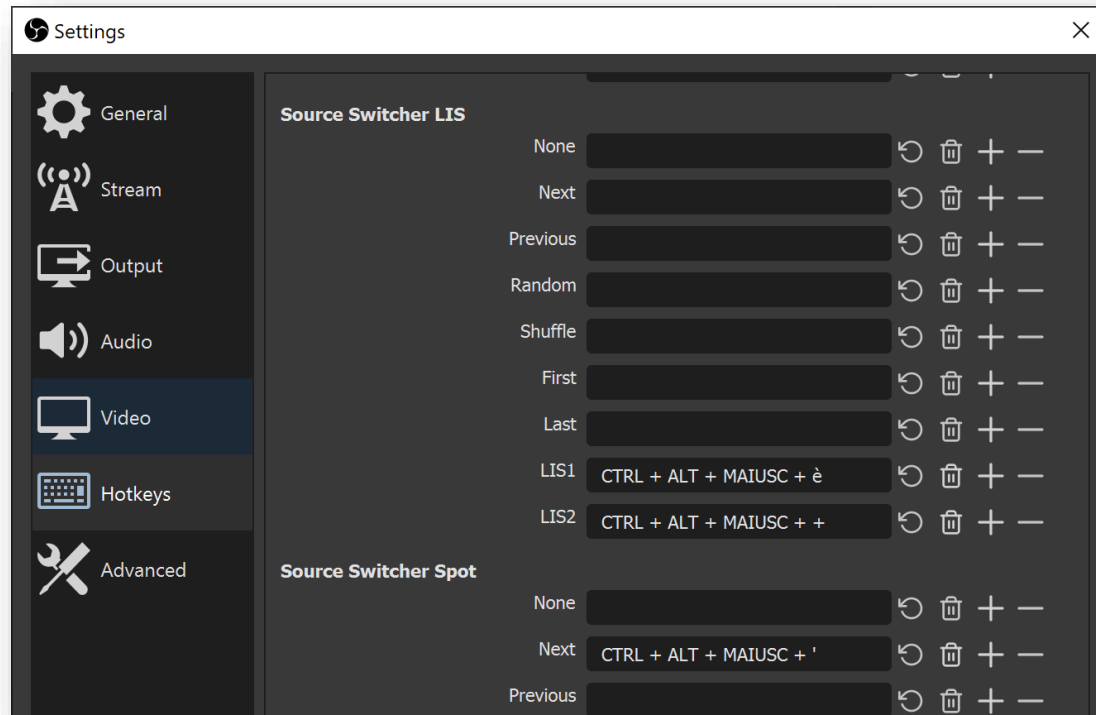 Settings
General
Stream
Output
Audio
Video
Hotkeys
Advanced
Source Switcher LIS
None
Next
Previous
Random
Shuffle
First
Last
LIS1 CTRL + ALT + MAIUSC + è
LIS2 CTRL + ALT + MAIUSC + +
Source Switcher Spot
None
Next CTRL + ALT + MAIUSC + '
Previous